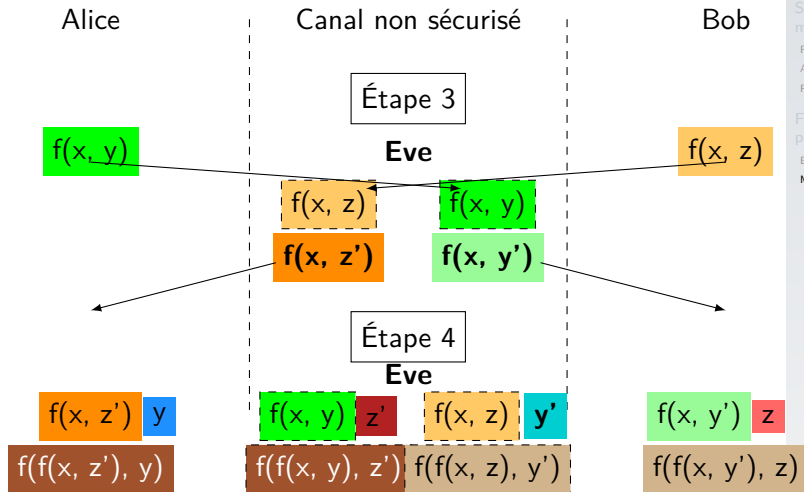 Alice Canal non sécurisé Bob
Étape 3
f(x, y) Eve f(x, z)
f(x, z) f(x, y)
f(x, z') f(x, y')
Étape 4
Eve
f(x, z') y f(x, y) z' f(x, z) y' f(x, y') z
f(f(x, z'), y) f(f(x, y), z') f(f(x, z), y') f(f(x, y'), z)